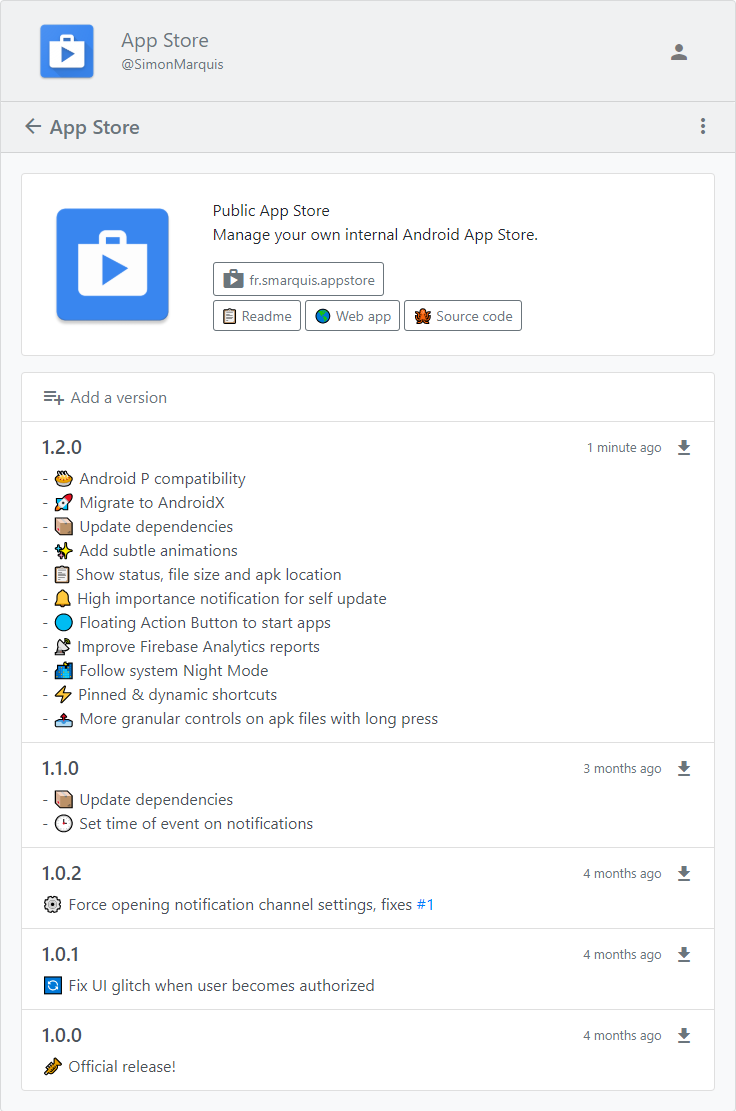 App Store
@SimonMarquis
App Store
Public App Store
Manage your own internal Android App Store.
fr.smarquis.appstore
Readme
Web app
Source code
Add a version
1.2.0
1 minute ago
- Android P compatibility
- Migrate to AndroidX
- Update dependencies
- Add subtle animations
- Show status, file size and apk location
- High importance notification for self update
- Floating Action Button to start apps
- Improve Firebase Analytics reports
- Follow system Night Mode
- Pinned & dynamic shortcuts
- More granular controls on apk files with long press
1.1.0
3 months ago
- Update dependencies
- Set time of event on notifications
1.0.2
4 months ago
Force opening notification channel settings, fixes #1
1.0.1
4 months ago
Fix UI glitch when user becomes authorized
1.0.0
4 months ago
Official release!